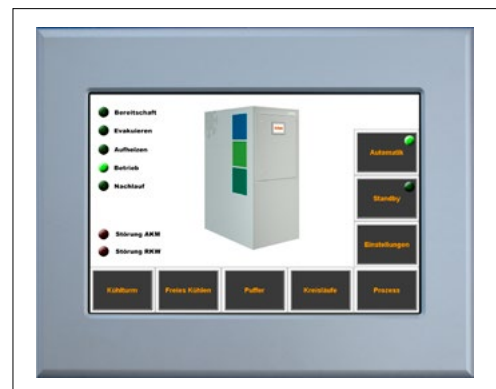 Bereitschaft
Evakuieren
Aufheizen
Betrieb
Nachlauf
Störung AKM
Störung RKW
Automatik
Standby
Einstellungen
Kühlturm
Freies Kühlen
Puffer
Kreisläufe
Prozess